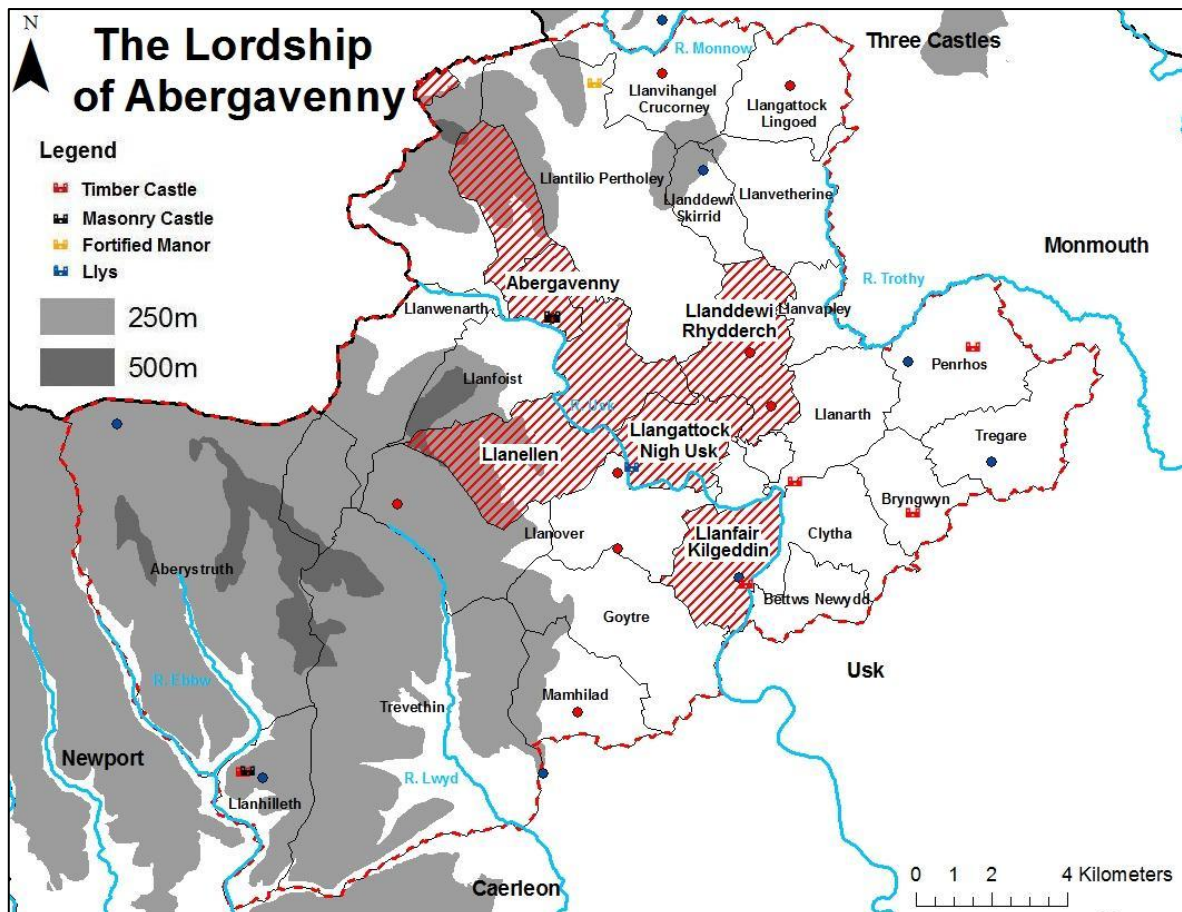 N
The Lordship
of Abergavenny
Legend
Timber Castle
Masonry Castle
Fortified Manor
Llys
250m
500m
Three Castles
R. Monnow
Llanvihangel
Crucorney
Llangattock
Lingoed
Llantilio Pertholey
Llanddewi
Skirrid
Llanvetherine
Monmouth
R. Trothy
Abergavenny
Llanwenarth
Llanddewi
Rhydderch
Llanvapley
Penrhos
Llanfoist
Llanarth
R. Usk
Llangattock
Nigh Usk
Tregare
Llanellen
Bryngwyn
Llanover
Clytha
Llanfair
Kilgeddin
Aberystruth
Bettws Newydd
Goytre
Usk
R. Ebbw
Mamhilad
Trevethin
Newport
R. Lwyd
Llanhilleth
Caerleon
0 1 2 4 Kilometers